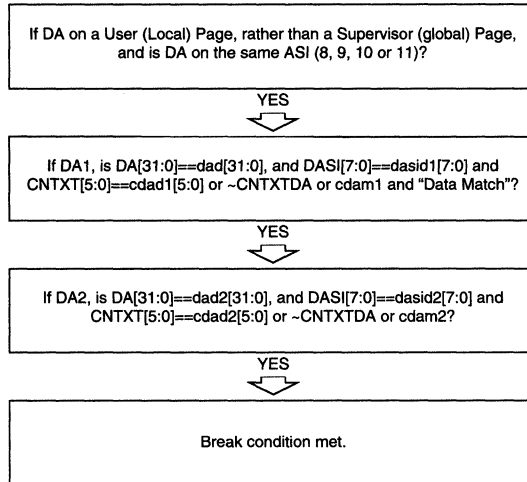 If DA on a User (Local) Page, rather than a Supervisor (global) Page,
and is DA on the same ASI (8, 9, 10 or 11)?
YES
If DA1, is DA[31:0]==dad[31:0], and DASI[7:0]==dasid1[7:0] and
CNTXT[5:0]==cdad1[5:0] or ~CNTXTDA or cdam1 and “Data Match”?
YES
If DA2, is DA[31:0]==dad2[31:0], and DASI[7:0]==dasid2[7:0] and
CNTXT[5:0]==cdad2[5:0] or ~CNTXTDA or cdam2?
YES
Break condition met.